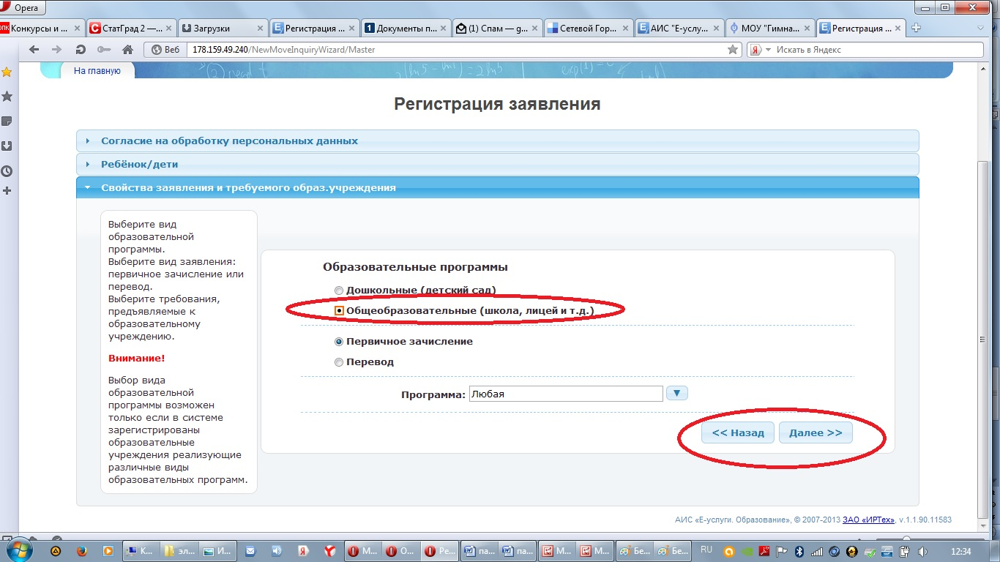 Opera
Конкурсы и ...
СтатГрад 2 —...
Загрузки
Регистрация ...
Документы п...
(1) Спам — g...
Сетевой Гор...
АИС "Е-услу...
МОУ "Гимна...
Регистрация ...
Веб
178.159.49.240/NewMoveInquiryWizard/Master
Искать в Яндекс
На главную
Регистрация заявления
Согласие на обработку персональных данных
Ребёнок/дети
Свойства заявления и требуемого образ.учреждения
Выберите вид
образовательной
программы.
Выберите вид заявления:
первичное зачисление или
перевод.
Выберите требования,
предъявляемые к
образовательному
учреждению.
Внимание!
Выбор вида
образовательной
программы возможен
только если в системе
зарегистрированы
образовательные
учреждения реализующие
различные виды
образовательных программ.
Образовательные программы
Дошкольные (детский сад)
Общеобразовательные (школа, лицей и т.д.)
Первичное зачисление
Перевод
Программа: Любая
<< Назад Далее >>
АИС «Е-услуги. Образование», © 2007-2013 ЗАО «ИРТех», v.1.1.90.11583
К...
эл...
И...
М...
О...
Ре...
па...
па...
М...
М...
Бе...
Бе...
RU
12:34